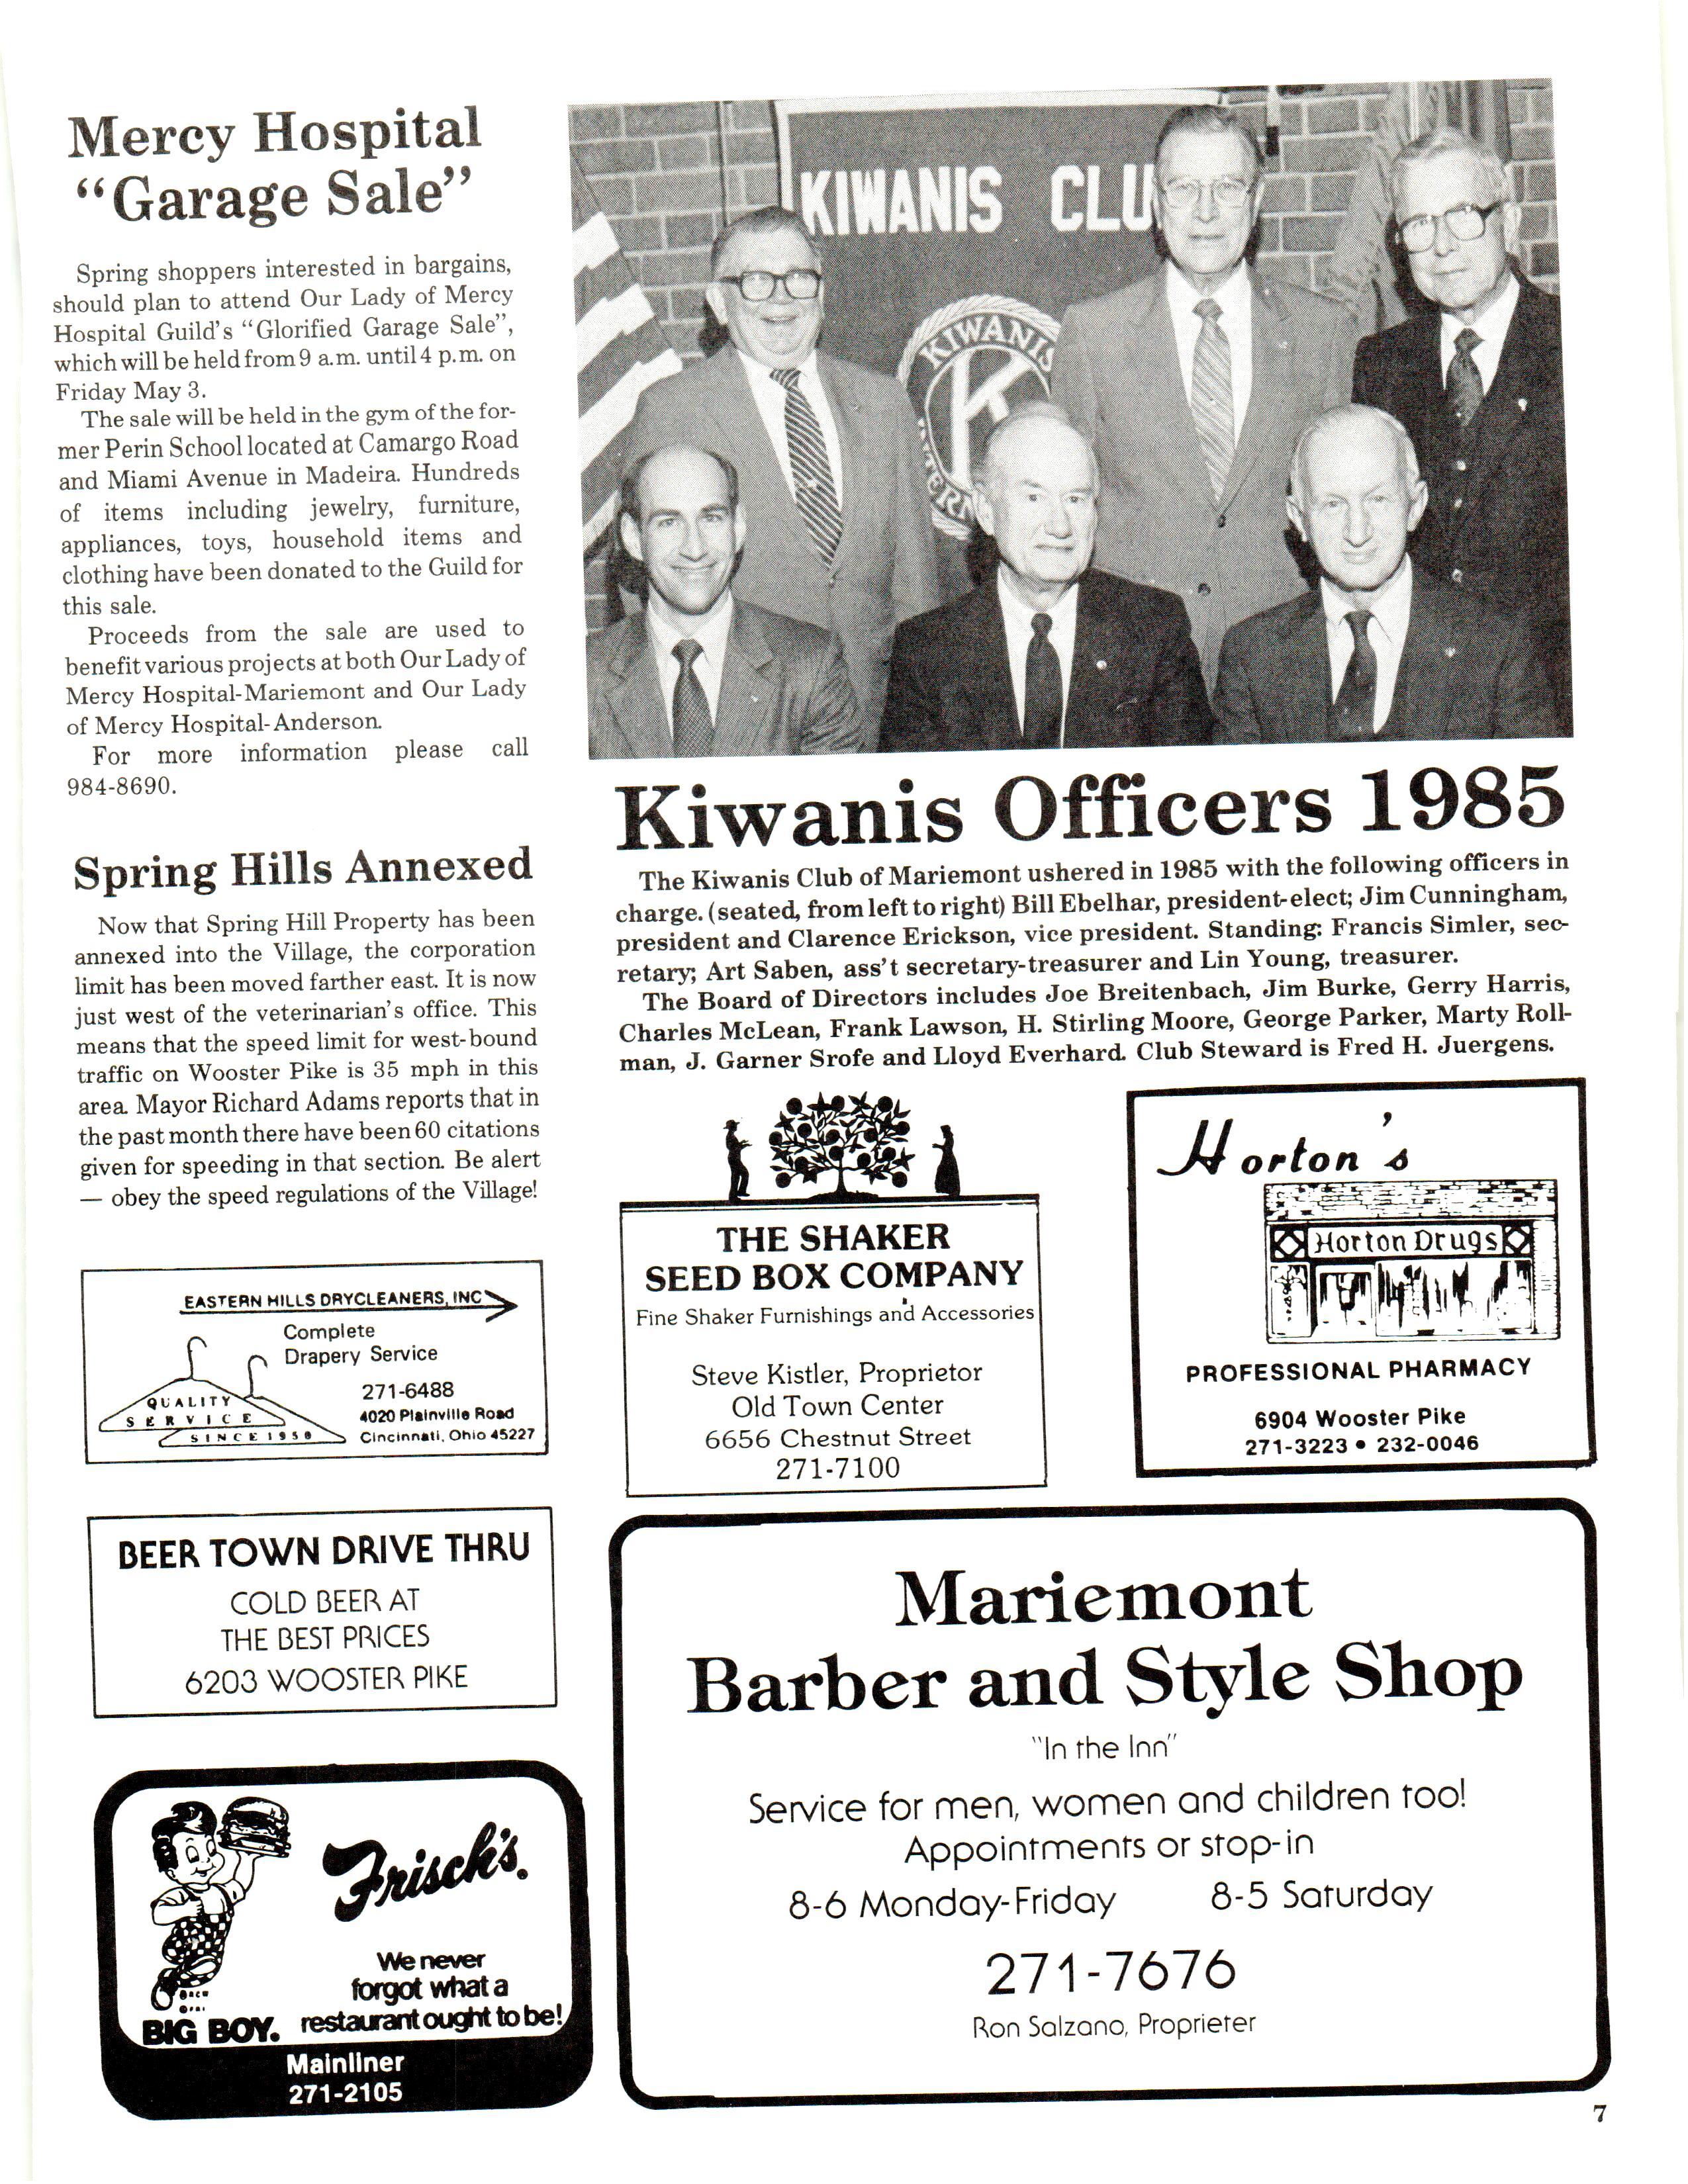 Mercy Hospital
“Garage Sale”
Spring shoppers interested in bargains,
should plan to attend Our Lady of Mercy
Hospital Guild's “Glorified Garage Sale”,
which will be held from 9 a.m. until 4 p.m. on
Friday May 3.
The sale will be held in the gym of the for-
mer Perin School located at Camargo Road
and Miami Avenue in Madeira. Hundreds
of items including jewelry, furniture,
appliances, toys, household items and
clothing have been donated to the Guild for
this sale.
Proceeds from the sale are used to
benefit various projects at both Our Lady of
Mercy Hospital-Mariemont and Our Lady
of Mercy Hospital-Anderson.
For more information please call
984-8690.
Spring Hills Annexed
Now that Spring Hill Property has been
annexed into the Village, the corporation
limit has been moved farther east. It is now
just west of the veterinarian's office. This
means that the speed limit for west-bound
traffic on Wooster Pike is 35 mph in this
area. Mayor Richard Adams reports that in
the past month there have been 60 citations
given for speeding in that section. Be alert
— obey the speed regulations of the Village!
EASTERN HILLS DRYCLEANERS, INC
Complete
Drapery Service
271-6488
4020 Plainville Road
Cincinnati, Ohio 45227
QUALITY
SERVICE
SINCE 1950
BEER TOWN DRIVE THRU
COLD BEER AT
THE BEST PRICES
6203 WOOSTER PIKE
Frisch's.
We never
forgot what a
restaurant ought to be!
BIG BOY.
Mainliner
271-2105
KIWANIS CLU
KIWANIS
K
TERN
Kiwanis Officers 1985
The Kiwanis Club of Mariemont ushered in 1985 with the following officers in
charge. (seated, from left to right) Bill Ebelhar, president-elect; Jim Cunningham,
president and Clarence Erickson, vice president. Standing: Francis Simler, sec-
retary; Art Saben, ass't secretary-treasurer and Lin Young, treasurer.
The Board of Directors includes Joe Breitenbach, Jim Burke, Gerry Harris,
Charles McLean, Frank Lawson, H. Stirling Moore, George Parker, Marty Roll-
man, J. Garner Srofe and Lloyd Everhard. Club Steward is Fred H. Juergens.
THE SHAKER
SEED BOX COMPANY
Fine Shaker Furnishings and Accessories
Steve Kistler, Proprietor
Old Town Center
6656 Chestnut Street
271-7100
Horton's
Horton Drugs
PROFESSIONAL PHARMACY
6904 Wooster Pike
271-3223 • 232-0046
Mariemont
Barber and Style Shop
“In the Inn”
Service for men, women and children too!
Appointments or stop-in
8-6 Monday-Friday 8-5 Saturday
271-7676
Ron Salzano, Proprieter
7